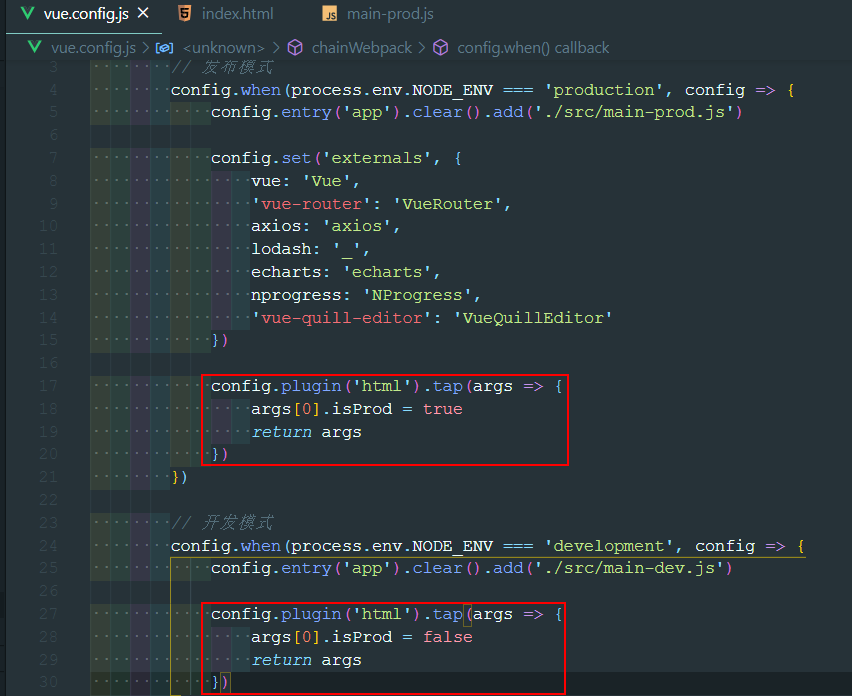 vue.config.js × index.html JS main-prod.js
vue.config.js > <unknown> > chainWebpack > config.when() callback
3 // 发布模式
4 config.when(process.env.NODE_ENV === 'production', config => {
5 config.entry('app').clear().add('./src/main-prod.js')
6
7 config.set('externals', {
8 vue: 'Vue',
9 'vue-router': 'VueRouter',
10 axios: 'axios',
11 lodash: '_',
12 echarts: 'echarts',
13 nprogress: 'NProgress',
14 'vue-quill-editor': 'VueQuillEditor'
15 })
16
17 config.plugin('html').tap(args => {
18 args[0].isProd = true
19 return args
20 })
21 })
22
23 // 开发模式
24 config.when(process.env.NODE_ENV === 'development', config => {
25 config.entry('app').clear().add('./src/main-dev.js')
26
27 config.plugin('html').tap(args => {
28 args[0].isProd = false
29 return args
30 })